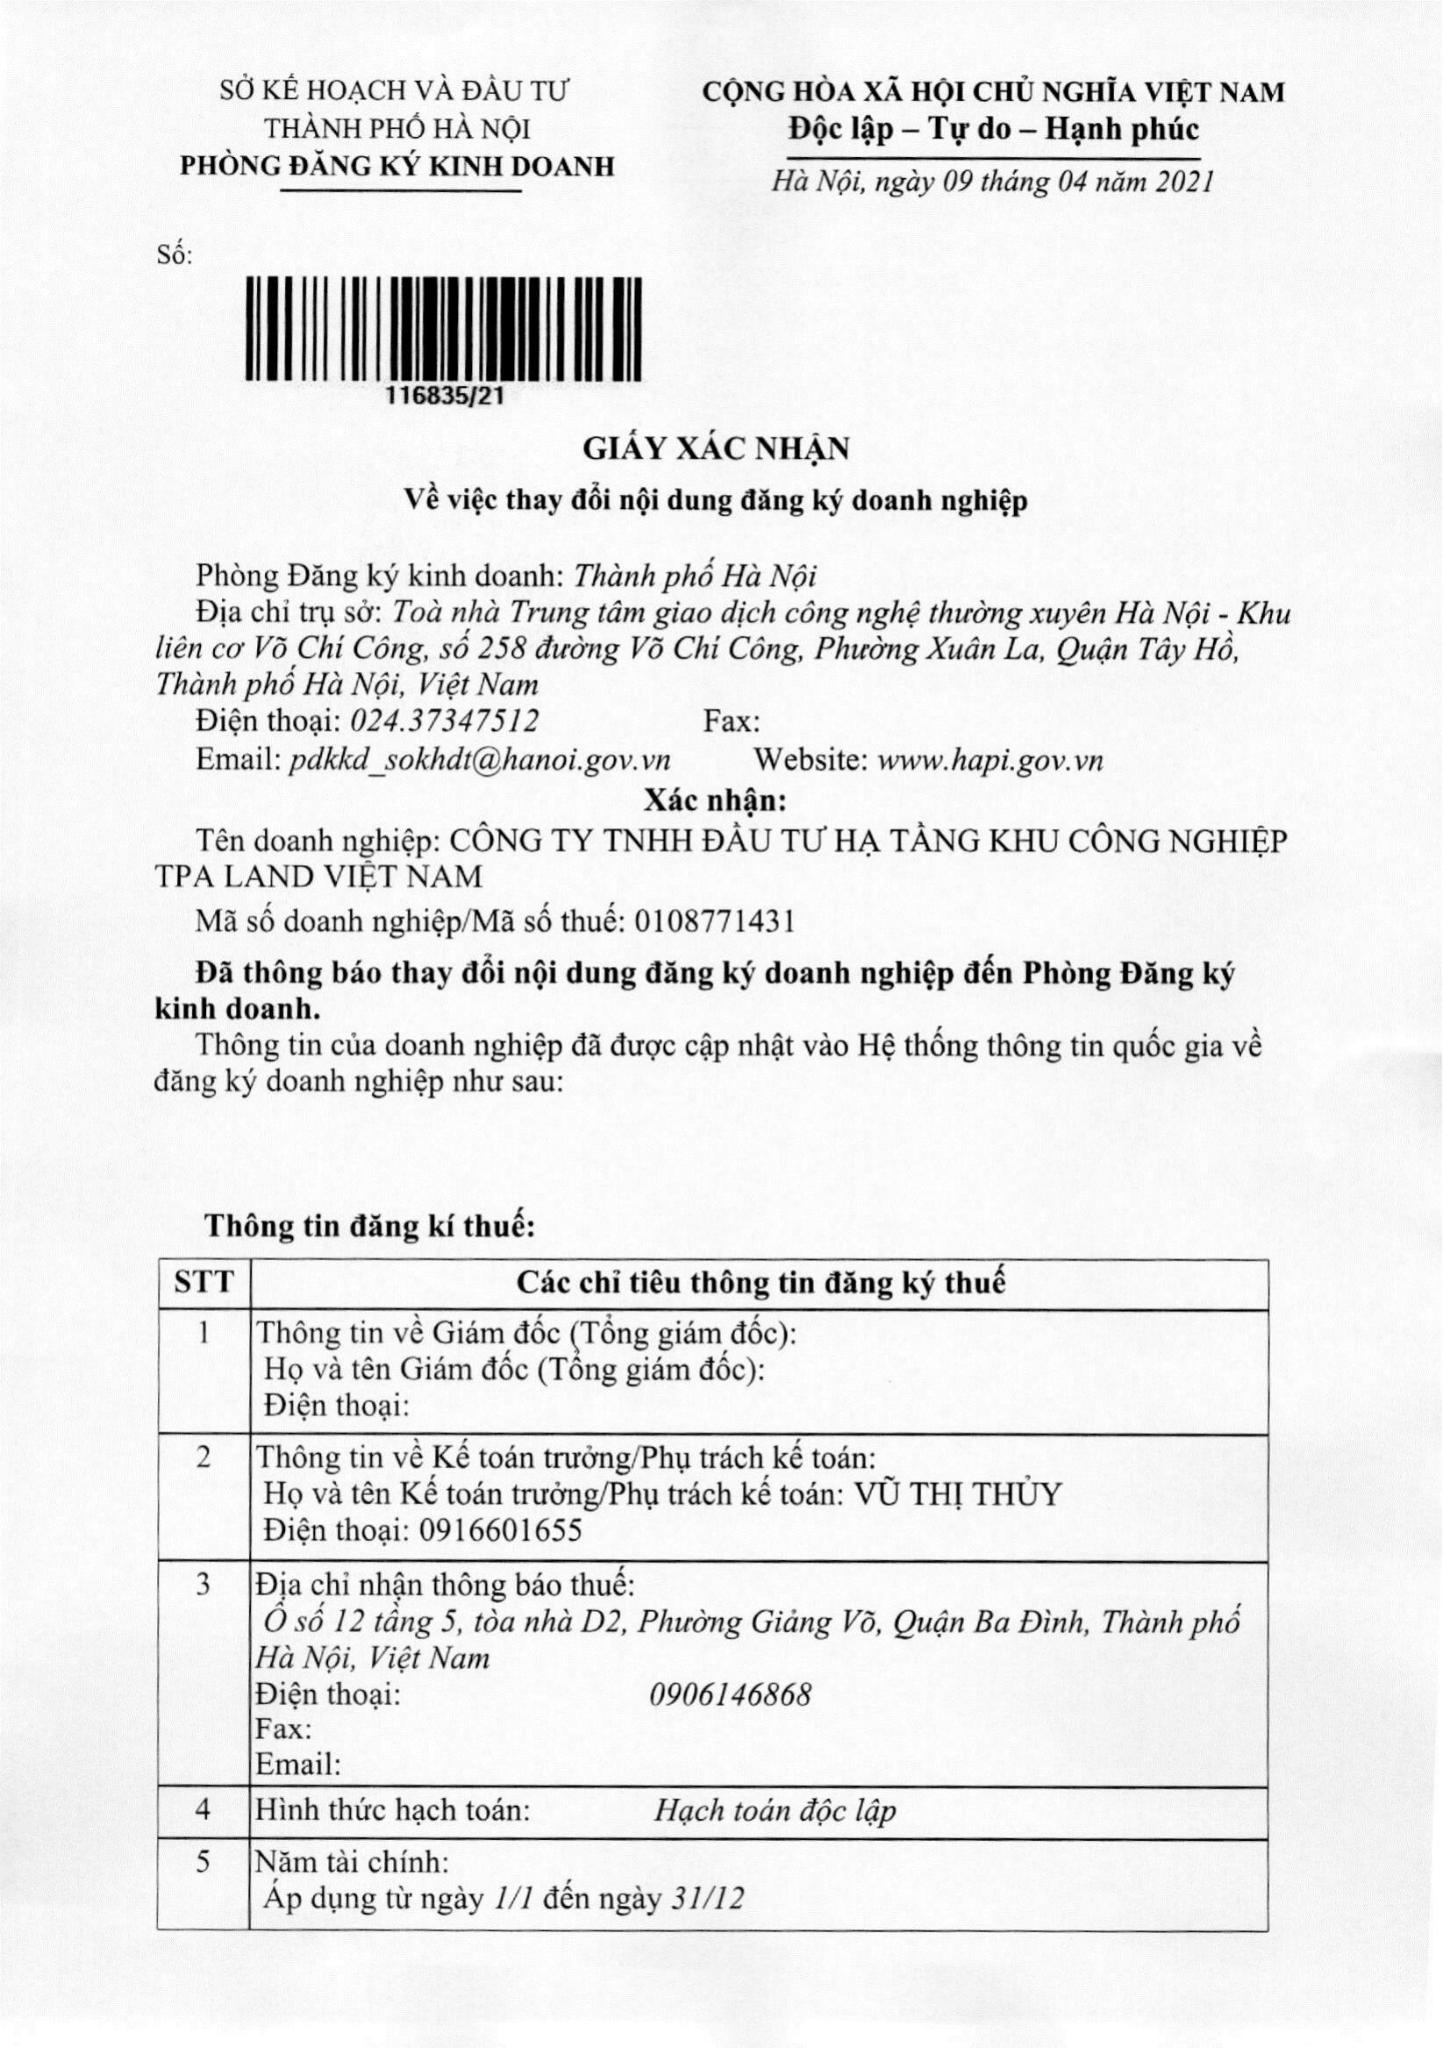 SỞ KẾ HOẠCH VÀ ĐẦU TƯ
THÀNH PHỐ HÀ NỘI
PHÒNG ĐĂNG KÝ KINH DOANH
CỘNG HÒA XÃ HỘI CHỦ NGHĨA VIỆT NAM
Độc lập – Tự do – Hạnh phúc
Hà Nội, ngày 09 tháng 04 năm 2021
Số:
116835/21
GIẤY XÁC NHẬN
Về việc thay đổi nội dung đăng ký doanh nghiệp
Phòng Đăng ký kinh doanh: Thành phố Hà Nội
Địa chỉ trụ sở: Toà nhà Trung tâm giao dịch công nghệ thường xuyên Hà Nội - Khu
liên cơ Võ Chí Công, số 258 đường Võ Chí Công, Phường Xuân La, Quận Tây Hồ,
Thành phố Hà Nội, Việt Nam
Điện thoại: 024.37347512 Fax:
Email: pdkkd_sokhdt@hanoi.gov.vn Website: www.hapi.gov.vn
Xác nhận:
Tên doanh nghiệp: CÔNG TY TNHH ĐẦU TƯ HẠ TẦNG KHU CÔNG NGHIỆP
TPA LAND VIỆT NAM
Mã số doanh nghiệp/Mã số thuế: 0108771431
Đã thông báo thay đổi nội dung đăng ký doanh nghiệp đến Phòng Đăng ký
kinh doanh.
Thông tin của doanh nghiệp đã được cập nhật vào Hệ thống thông tin quốc gia về
đăng ký doanh nghiệp như sau:
Thông tin đăng kí thuế:
STT Các chỉ tiêu thông tin đăng ký thuế
1 Thông tin về Giám đốc (Tổng giám đốc):
Họ và tên Giám đốc (Tổng giám đốc):
Điện thoại:
2 Thông tin về Kế toán trưởng/Phụ trách kế toán:
Họ và tên Kế toán trưởng/Phụ trách kế toán: VŨ THỊ THỦY
Điện thoại: 0916601655
3 Địa chỉ nhận thông báo thuế:
Ô số 12 tầng 5, tòa nhà D2, Phường Giảng Võ, Quận Ba Đình, Thành phố
Hà Nội, Việt Nam
Điện thoại: 0906146868
Fax:
Email:
4 Hình thức hạch toán: Hạch toán độc lập
5 Năm tài chính:
Áp dụng từ ngày 1/1 đến ngày 31/12